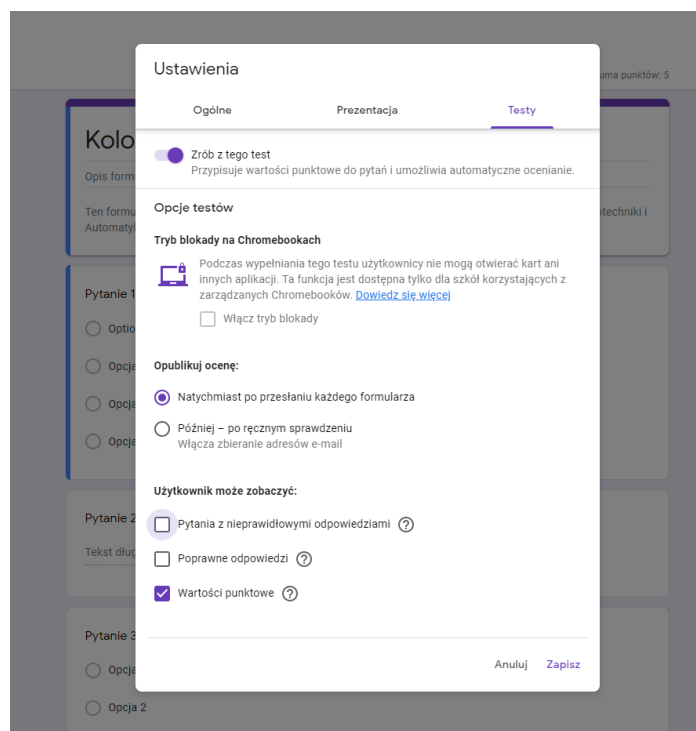 Ustawienia
uma punktów: 5
Ogólne Prezentacja Testy
Kolo
Zrób z tego test
Przypisuje wartości punktowe do pytań i umożliwia automatyczne ocenianie.
Opis form
Opcje testów
Ten formu
otechniki i
Automaty
Tryb blokady na Chromebookach
Podczas wypełniania tego testu użytkownicy nie mogą otwierać kart ani
innych aplikacji. Ta funkcja jest dostępna tylko dla szkół korzystających z
zarządzanych Chromebooków. Dowiedz się więcej
Pytanie 1
Włącz tryb blokady
Optio
Opcja
Opublikuj ocenę:
Natychmiast po przesłaniu każdego formularza
Opcja
Później – po ręcznym sprawdzeniu
Włącza zbieranie adresów e-mail
Opcja
Użytkownik może zobaczyć:
Pytanie 2
Pytania z nieprawidłowymi odpowiedziami
Tekst dług
Poprawne odpowiedzi
Wartości punktowe
Pytanie 3
Opcja
Anuluj Zapisz
Opcja 2